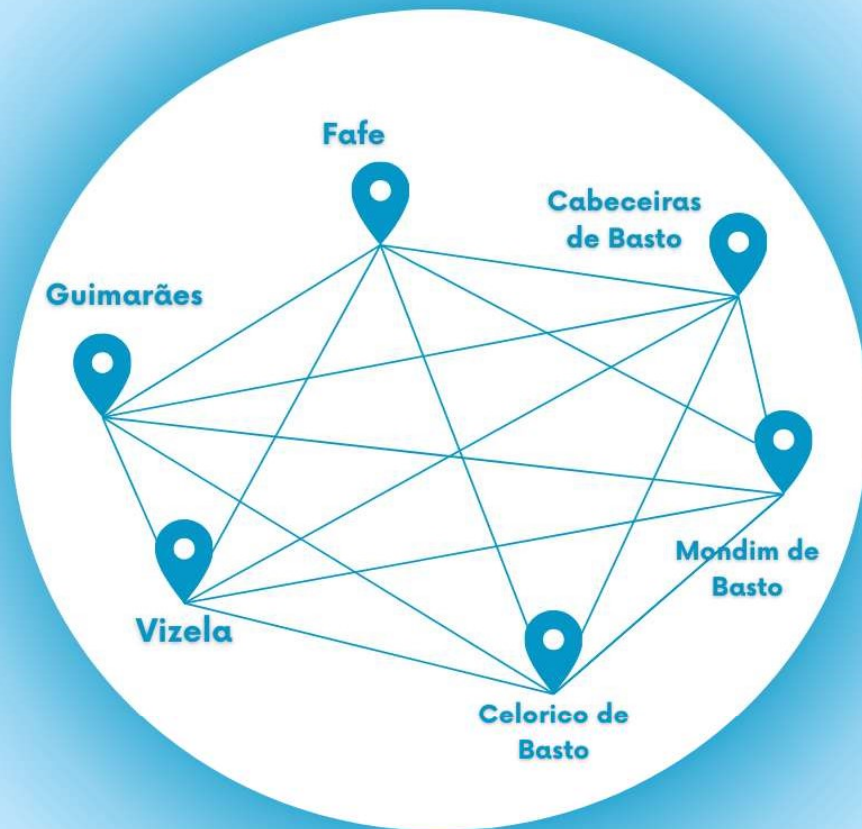 Fafe
Cabeceiras
de Basto
Guimarães
Mondim de
Basto
Vizela
Celorico de
Basto